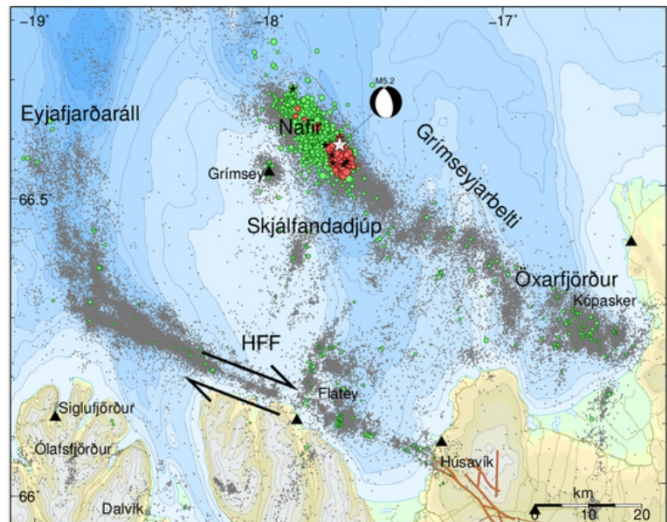 -19°
-18°
-17°
M5.2
Eyjafjarðaráll
Nafir
Grímseyjarbelti
Grímsey
66.5
Skjálfandadjúp
Öxarfjörður
Kópasker
HFF
Flatey
Siglufjörður
Ólafsfjörður
Húsavík
66°
Dalvík
km
0 10 20